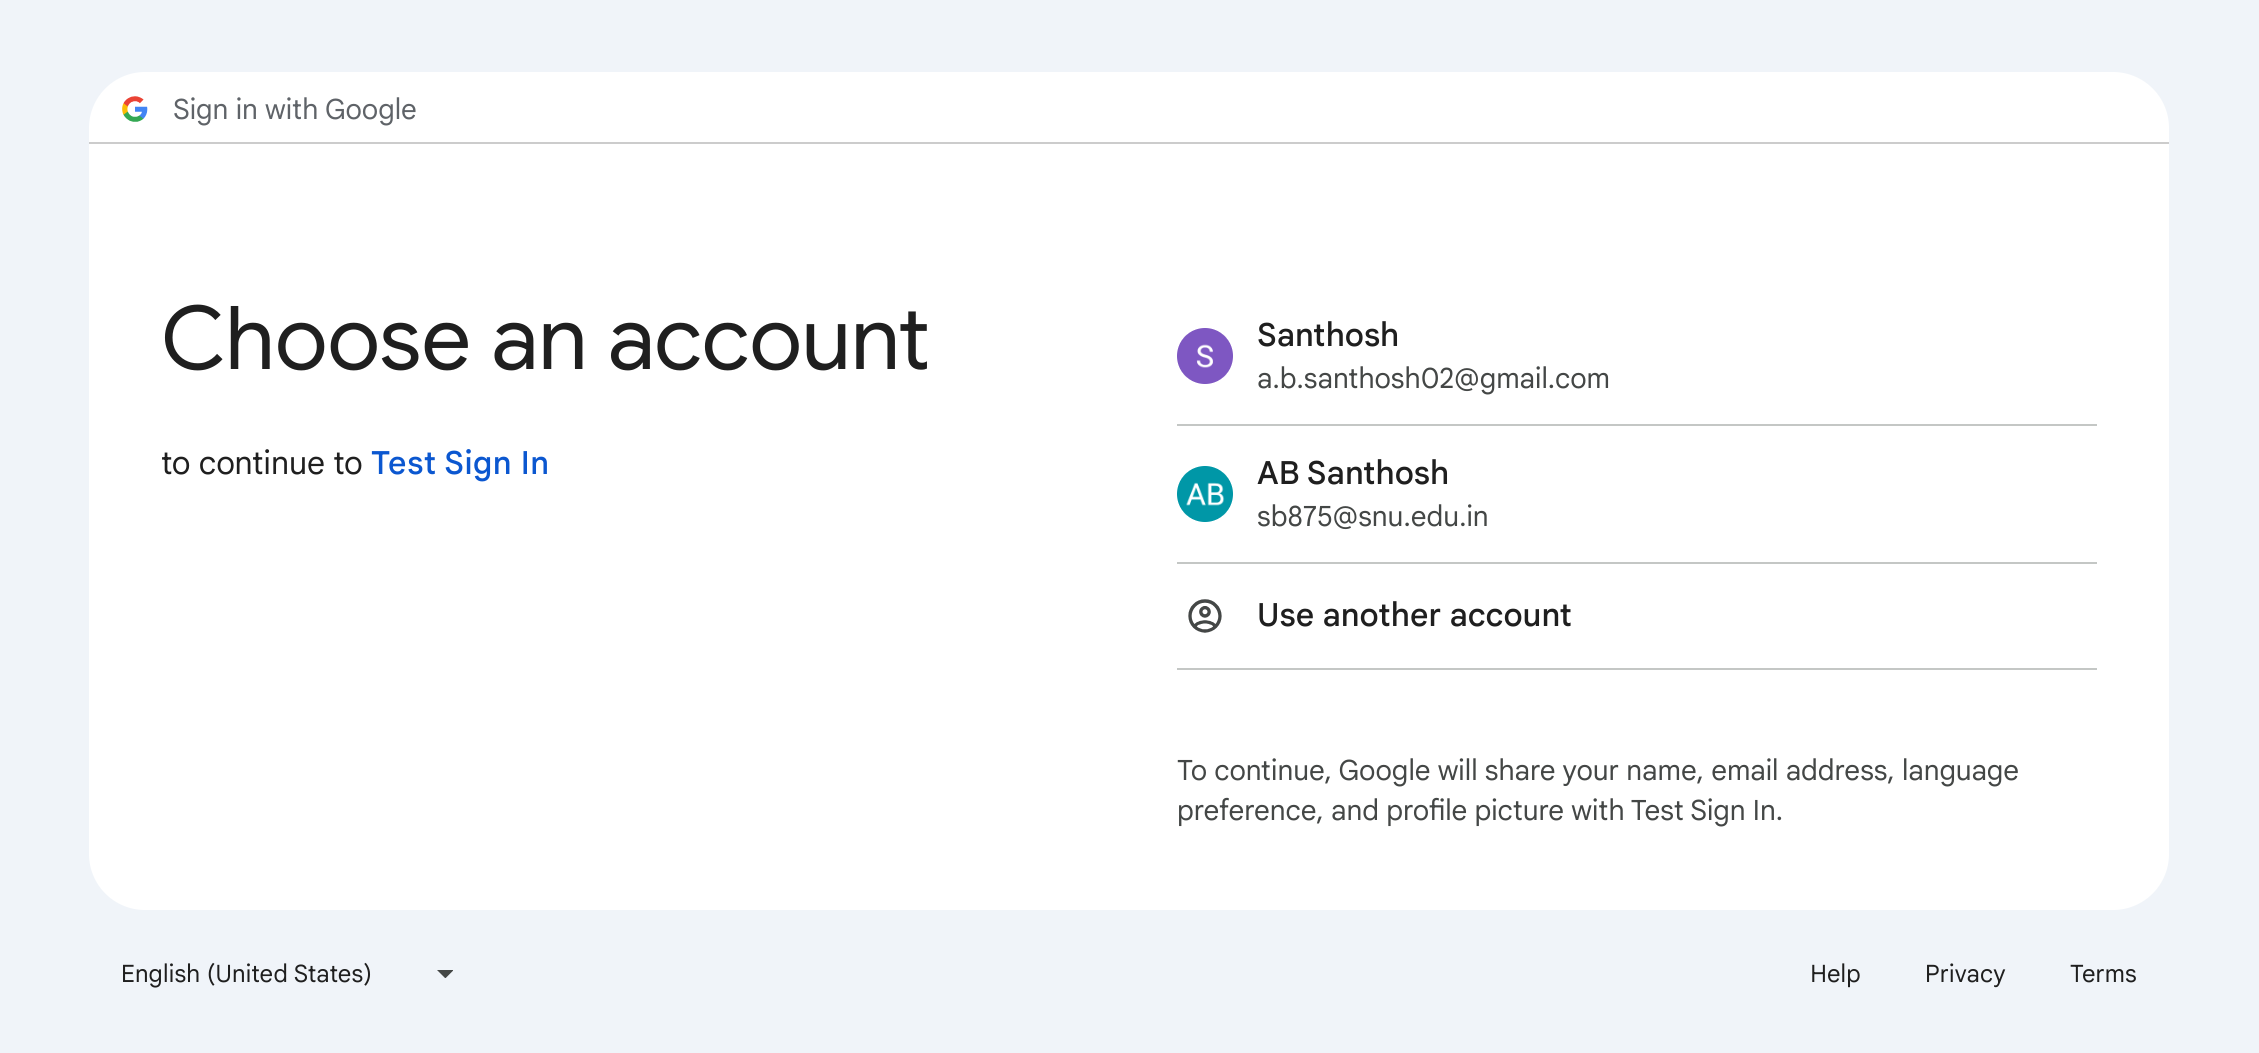 Sign in with Google
Choose an account
to continue to Test Sign In
S
Santhosh
a.b.santhosh02@gmail.com
AB
AB Santhosh
sb875@snu.edu.in
Use another account
To continue, Google will share your name, email address, language
preference, and profile picture with Test Sign In.
English (United States)
Help
Privacy
Terms